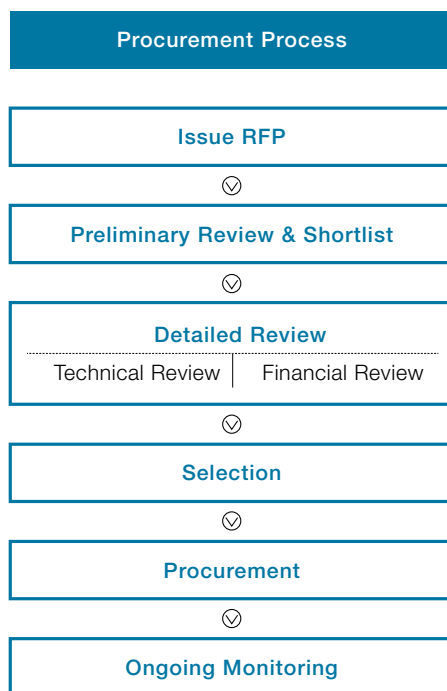 Procurement Process
Issue RFP
Preliminary Review & Shortlist
Detailed Review
Technical Review Financial Review
Selection
Procurement
Ongoing Monitoring